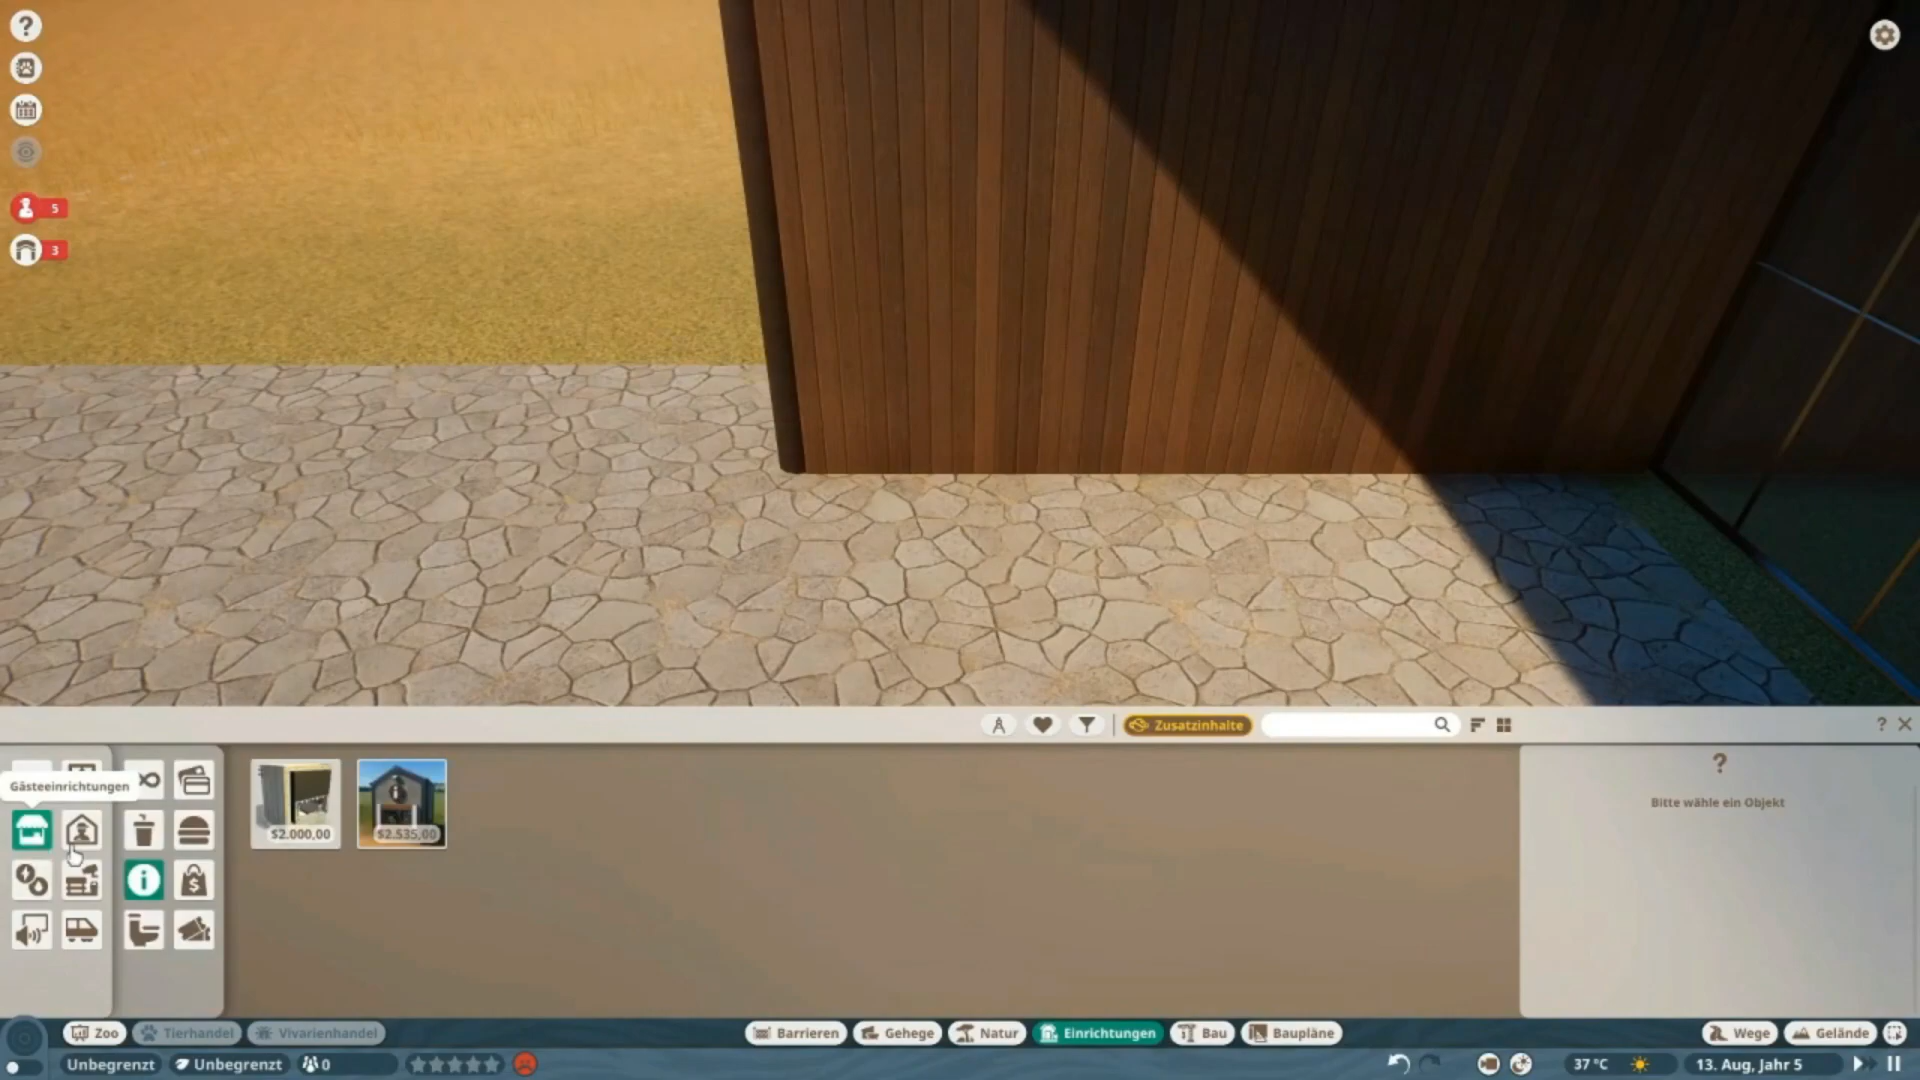 ?
5
3
Zusatzinhalte
?
Gästeeinrichtungen
$2.000,00
$2.535,00
?
Bitte wähle ein Objekt
Zoo
Tierhandel
Vivarienhandel
Barrieren
Gehege
Natur
Einrichtungen
Bau
Baupläne
Wege
Gelände
Unbegrenzt
Unbegrenzt
0
37 °C
13. Aug, Jahr 5